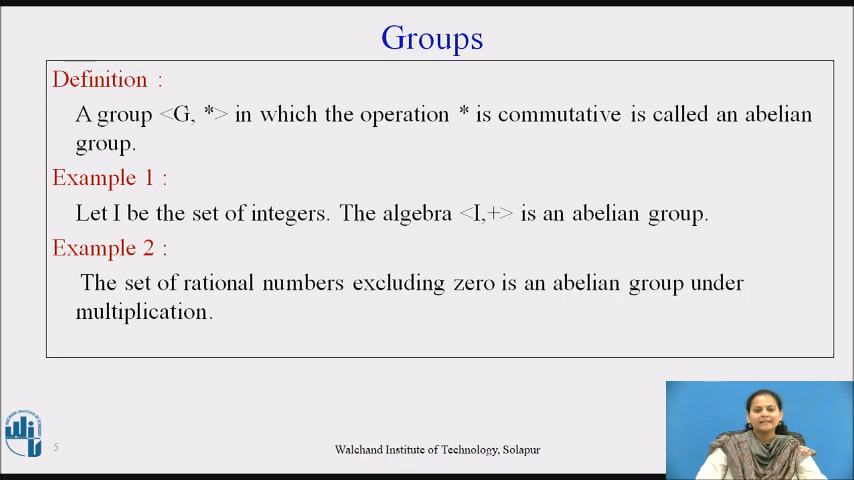 Groups
Definition :
A group <G, *> in which the operation * is commutative is called an abelian
group.
Example 1 :
Let I be the set of integers. The algebra <I,+> is an abelian group.
Example 2 :
The set of rational numbers excluding zero is an abelian group under
multiplication.
5
Walchand Institute of Technology, Solapur